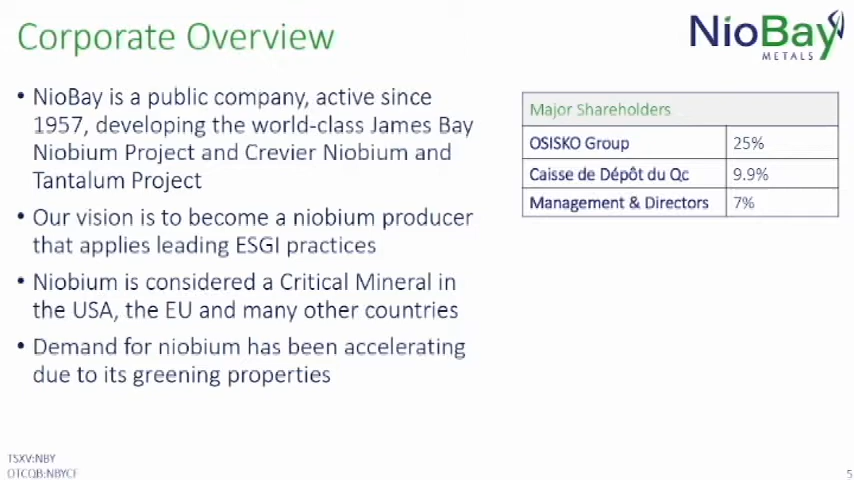 Corporate Overview
NioBay
METALS
• NioBay is a public company, active since
1957, developing the world-class James Bay
Niobium Project and Crevier Niobium and
Tantalum Project
• Our vision is to become a niobium producer
that applies leading ESGI practices
• Niobium is considered a Critical Mineral in
the USA, the EU and many other countries
• Demand for niobium has been accelerating
due to its greening properties
Major Shareholders
OSISKO Group 25%
Caisse de Dépôt du Qc 9.9%
Management & Directors 7%
TSXV:NBY
OTCQB:NBYCF
5